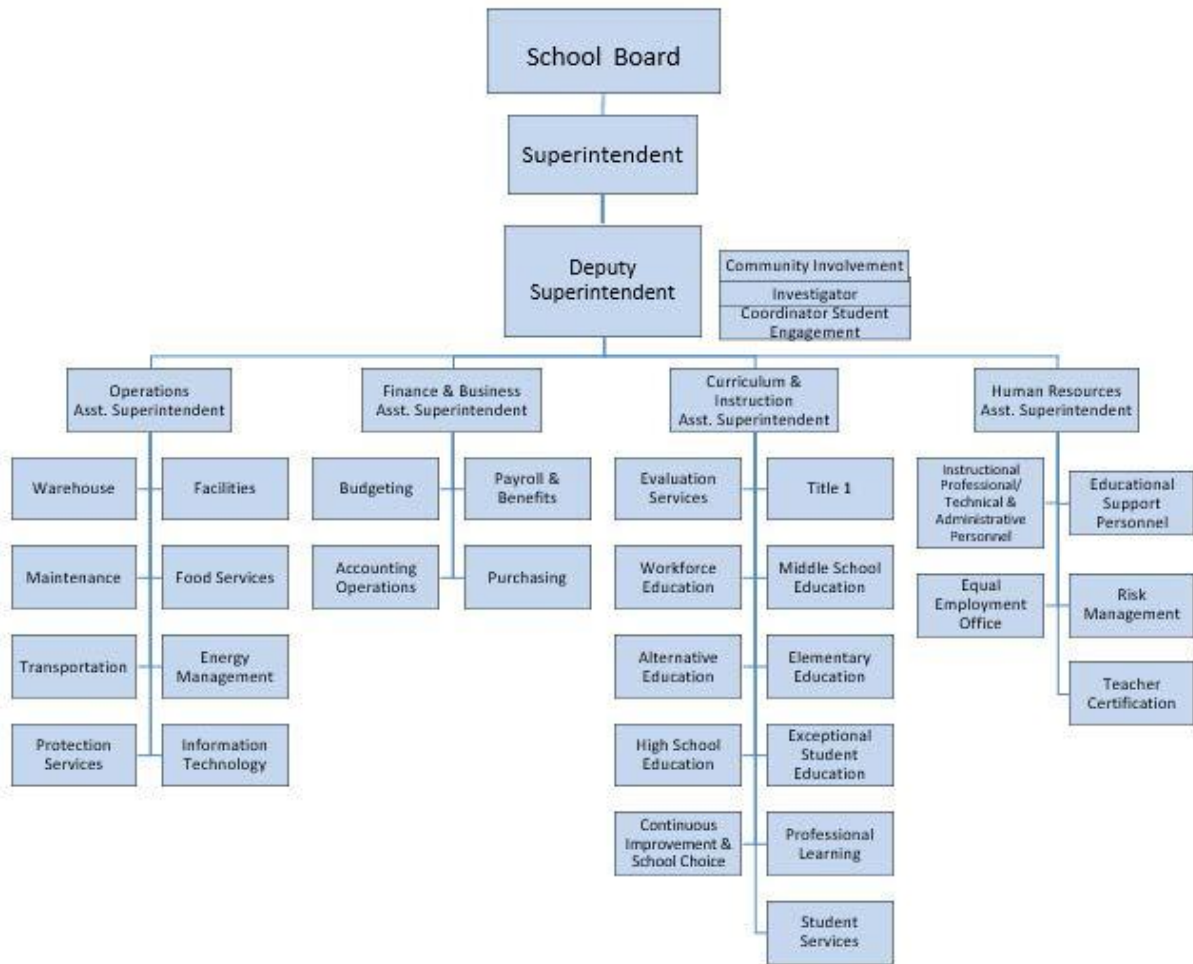 School Board
Superintendent
Deputy
Superintendent
Community Involvement
Investigator
Coordinator Student
Engagement
Operations
Asst. Superintendent
Finance & Business
Asst. Superintendent
Curriculum &
Instruction
Asst. Superintendent
Human Resources
Asst. Superintendent
Warehouse
Facilities
Maintenance
Food Services
Transportation
Energy
Management
Protection
Services
Information
Technology
Budgeting
Payroll &
Benefits
Accounting
Operations
Purchasing
Evaluation
Services
Title 1
Workforce
Education
Middle School
Education
Alternative
Education
Elementary
Education
High School
Education
Exceptional
Student
Education
Continuous
Improvement &
School Choice
Professional
Learning
Student
Services
Instructional
Professional/
Technical &
Administrative
Personnel
Educational
Support
Personnel
Equal
Employment
Office
Risk
Management
Teacher
Certification